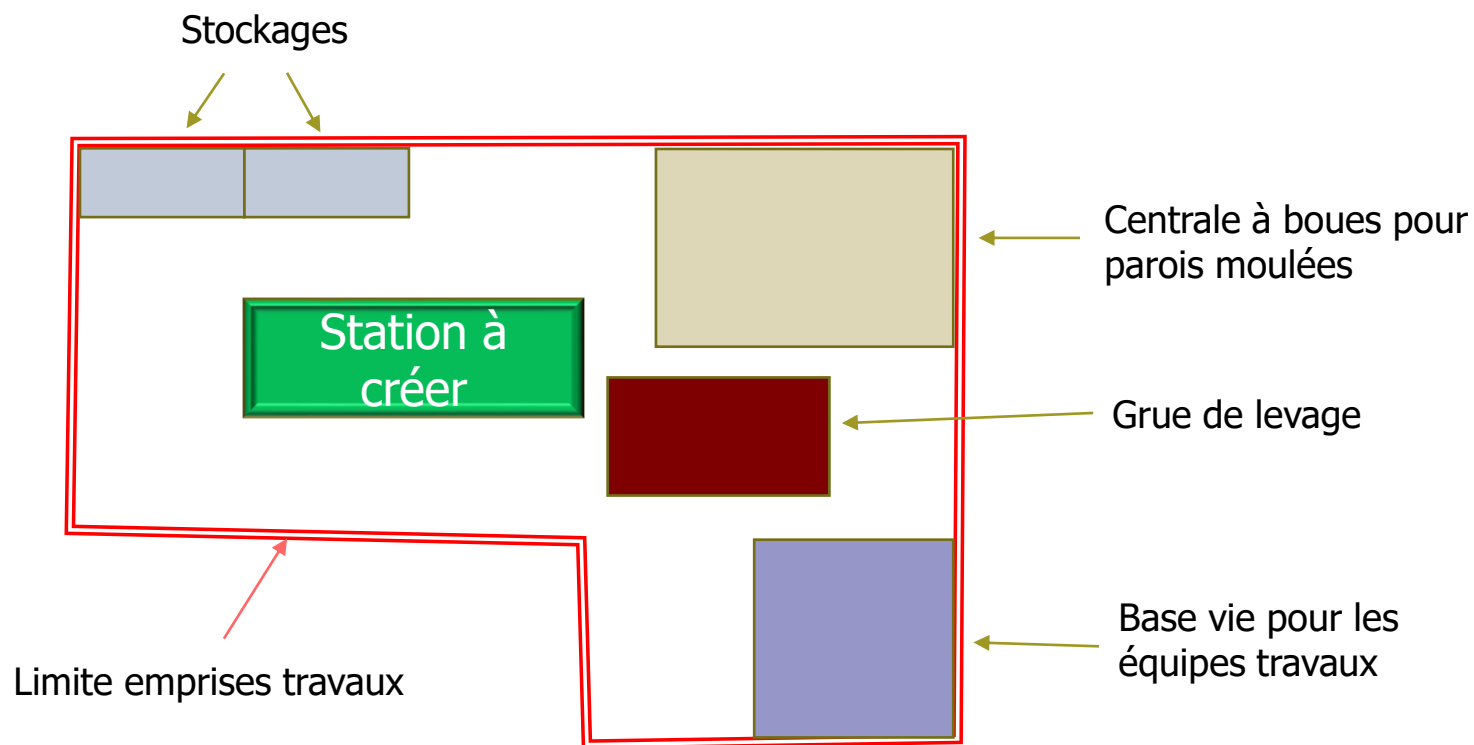 Stockages
Centrale à boues pour
parois moulées
Station à
créer
Grue de levage
Base vie pour les
équipes travaux
Limite emprises travaux